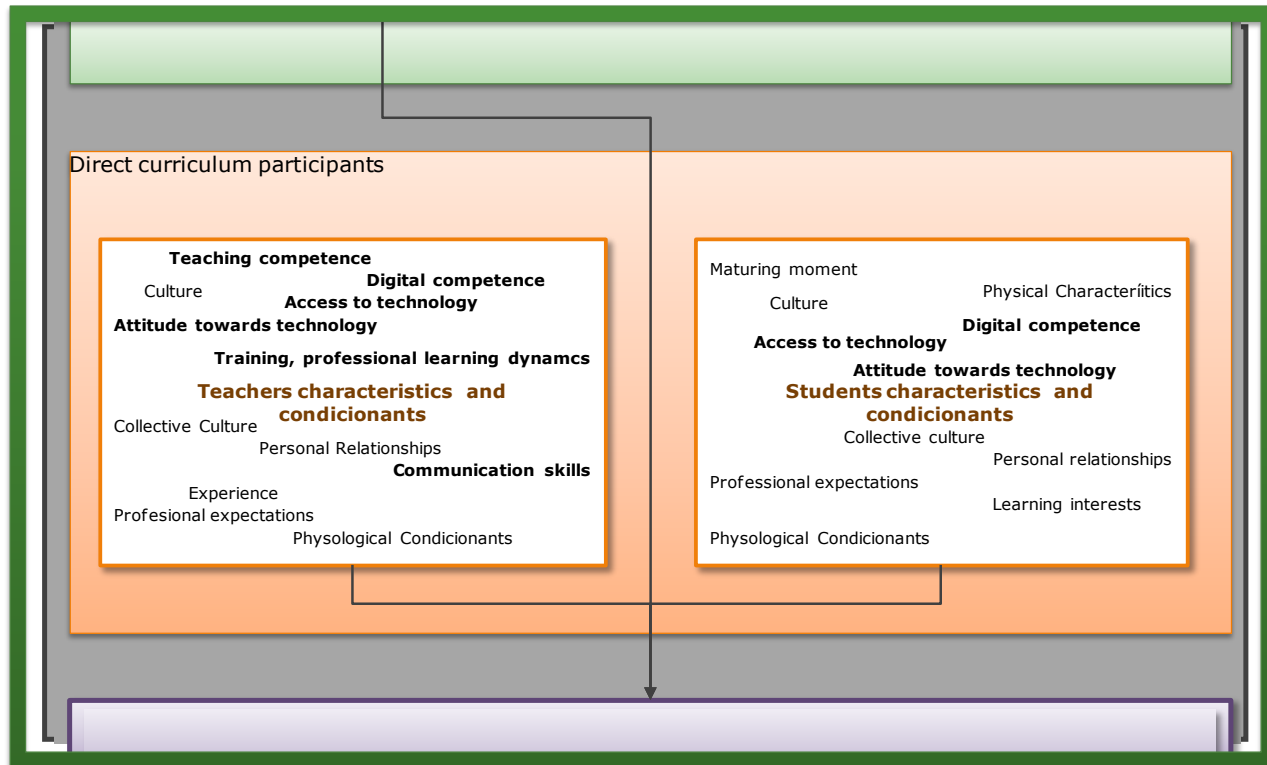 Direct curriculum participants
Teaching competence
Digital competence
Culture
Access to technology
Attitude towards technology
Training, professional learning dynamcs
Teachers characteristics and
condicionants
Collective Culture
Personal Relationships
Communication skills
Experience
Profesional expectations
Physological Condicionants
Maturing moment
Physical Characteríitics
Culture
Digital competence
Access to technology
Attitude towards technology
Students characteristics and
condicionants
Collective culture
Personal relationships
Professional expectations
Learning interests
Physological Condicionants